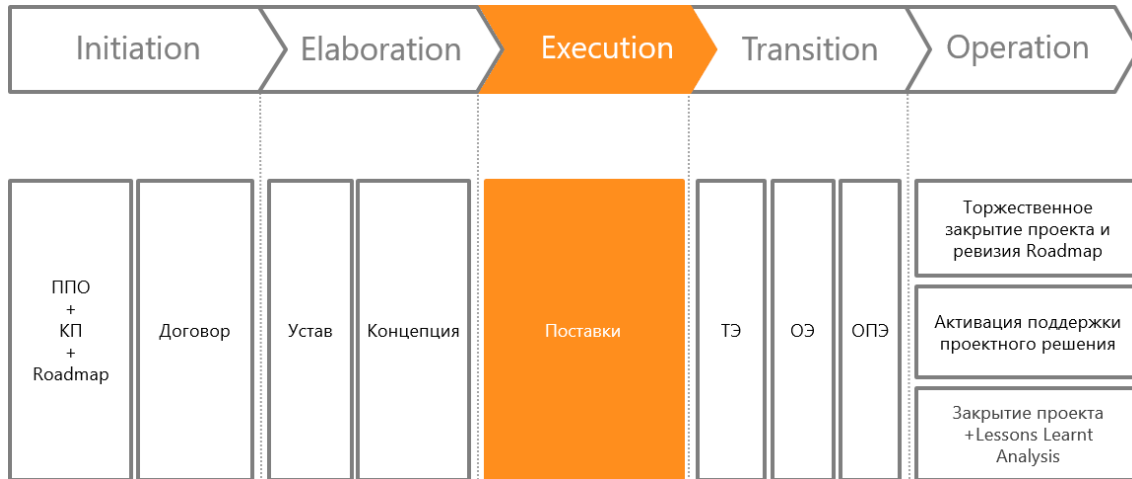 Initiation
Elaboration
Execution
Transition
Operation
ППО
+
КП
+
Roadmap
Договор
Устав
Концепция
Поставки
ТЭ
ОЭ
ОПЭ
Торжественное
закрытие проекта и
ревизия Roadmap
Активация поддержки
проектного решения
Закрытие проекта
+Lessons Learnt
Analysis